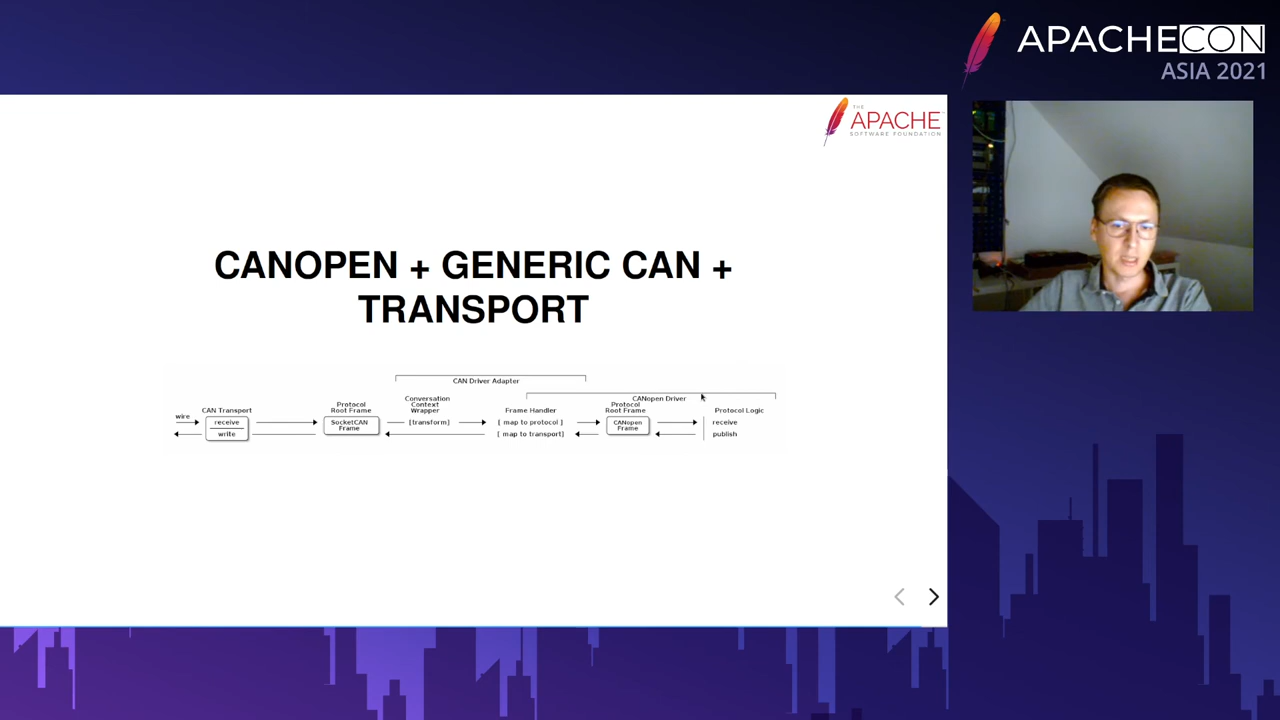 APACHECON
ASIA 2021
THE
APACHE
SOFTWARE FOUNDATION
CANOPEN + GENERIC CAN +
TRANSPORT
CAN Driver Adapter
CANopen Driver
wire
CAN Transport
receive
write
Protocol
Root Frame
SocketCAN
Frame
Conversation
Context
Wrapper
[transform]
Frame Handler
[ map to protocol ]
[ map to transport]
Protocol
Root Frame
CANopen
Frame
Protocol Logic
receive
publish